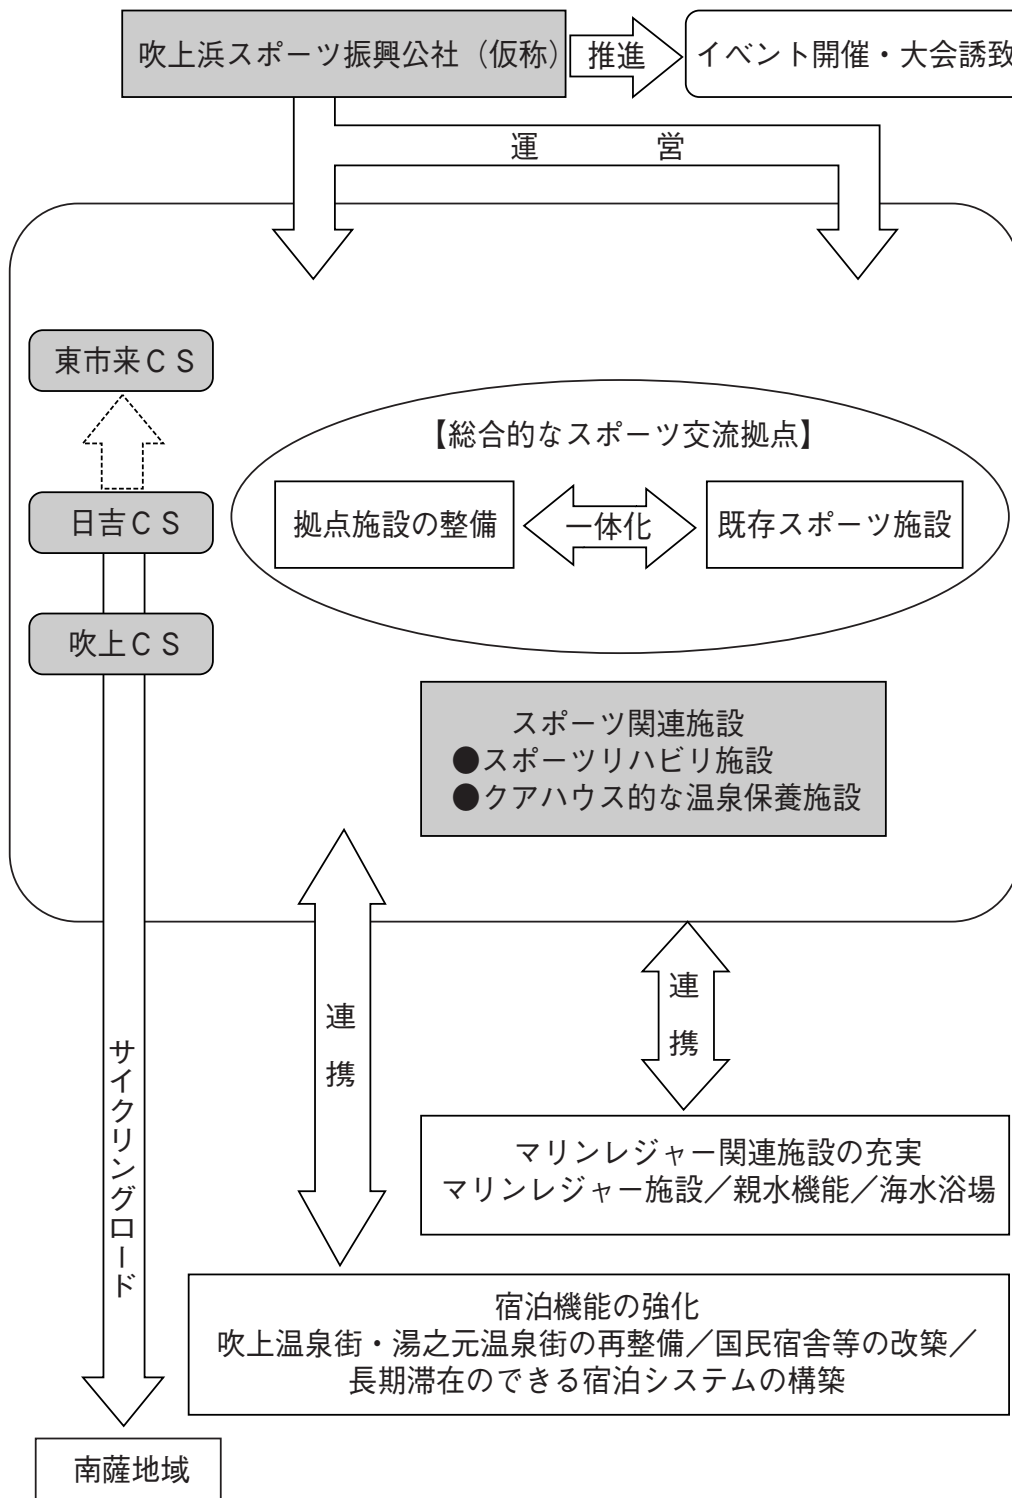 吹上浜スポーツ振興公社（仮称）
推進
イベント開催・大会誘致
運営
東市来ＣＳ
日吉ＣＳ
吹上ＣＳ
【総合的なスポーツ交流拠点】
拠点施設の整備
一体化
既存スポーツ施設
スポーツ関連施設
●スポーツリハビリ施設
●クアハウス的な温泉保養施設
連携
連携
サイクリングロード
マリンレジャー関連施設の充実
マリンレジャー施設／親水機能／海水浴場
宿泊機能の強化
吹上温泉街・湯之元温泉街の再整備／国民宿舎等の改築／
長期滞在のできる宿泊システムの構築
南薩地域